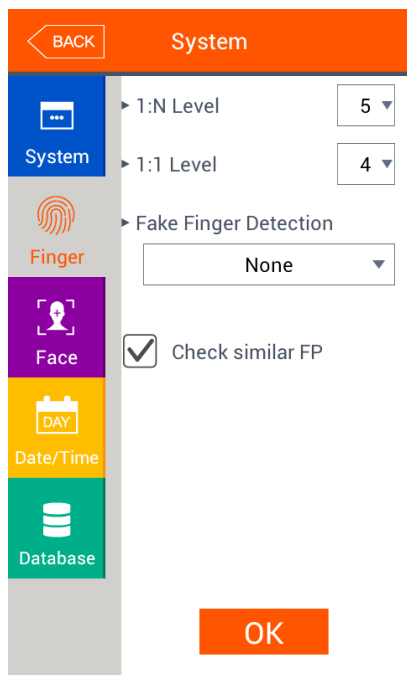 BACK
System
System
Finger
Face
DAY
Date/Time
Database
1:N Level
5
1:1 Level
4
Fake Finger Detection
None
Check similar FP
OK